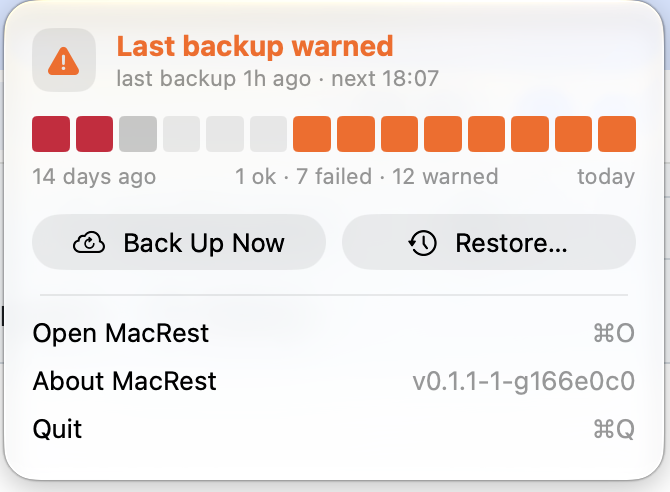 Last backup warned
last backup 1h ago · next 18:07
14 days ago 1 ok · 7 failed · 12 warned today
Back Up Now Restore...
Open MacRest ⌘O
About MacRest v0.1.1-1-g166e0c0
Quit ⌘Q